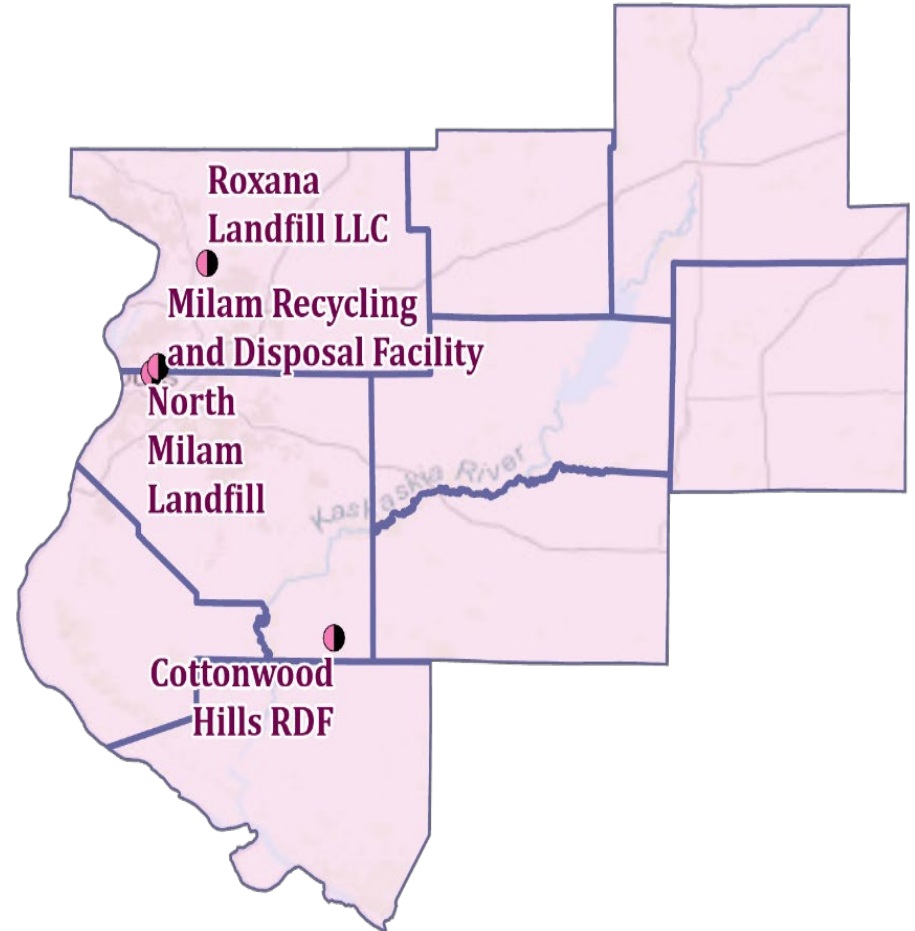 Roxana
Landfill LLC
Milam Recycling
and Disposal Facility
North
Milam
Landfill
Kaskaskia River
Cottonwood
Hills RDF